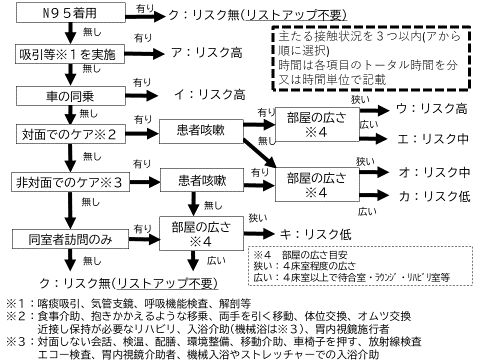 N９５着用
有り
ク：リスク無(リストアップ不要)
無し
主たる接触状況を３つ以内(アから
順に選択)
時間は各項目のトータル時間を分
又は時間単位で記載
吸引等※１を実施
有り
ア：リスク高
無し
車の同乗
有り
イ：リスク高
無し
対面でのケア※２
有り
患者咳嗽
有り
無し
部屋の広さ
※４
狭い
ウ：リスク高
広い
エ：リスク中
無し
非対面でのケア※３
有り
患者咳嗽
有り
部屋の広さ
※４
狭い
オ：リスク中
カ：リスク低
広い
無し
無し
同室者訪問のみ
有り
部屋の広さ
※４
狭い
キ：リスク低
無し
広い
ク：リスク無(リストアップ不要)
※４　部屋の広さ目安
狭い：４床室程度の広さ
広い：４床室以上で待合室・ﾗｳﾝｼﾞ・ﾘﾊﾋﾞﾘ室等
※１：喀痰吸引、気管支鏡、呼吸機能検査、解剖等
※２：食事介助、抱きかかえるような移乗、両手を引く移動、体位交換、オムツ交換
近接し保持が必要なリハビリ、入浴介助(機械浴は※３)、胃内視鏡施行者
※３：対面しない会話、検温、配膳、環境整備、移動介助、車椅子を押す、放射線検査
エコー検査、胃内視鏡介助者、機械入浴やストレッチャーでの入浴介助